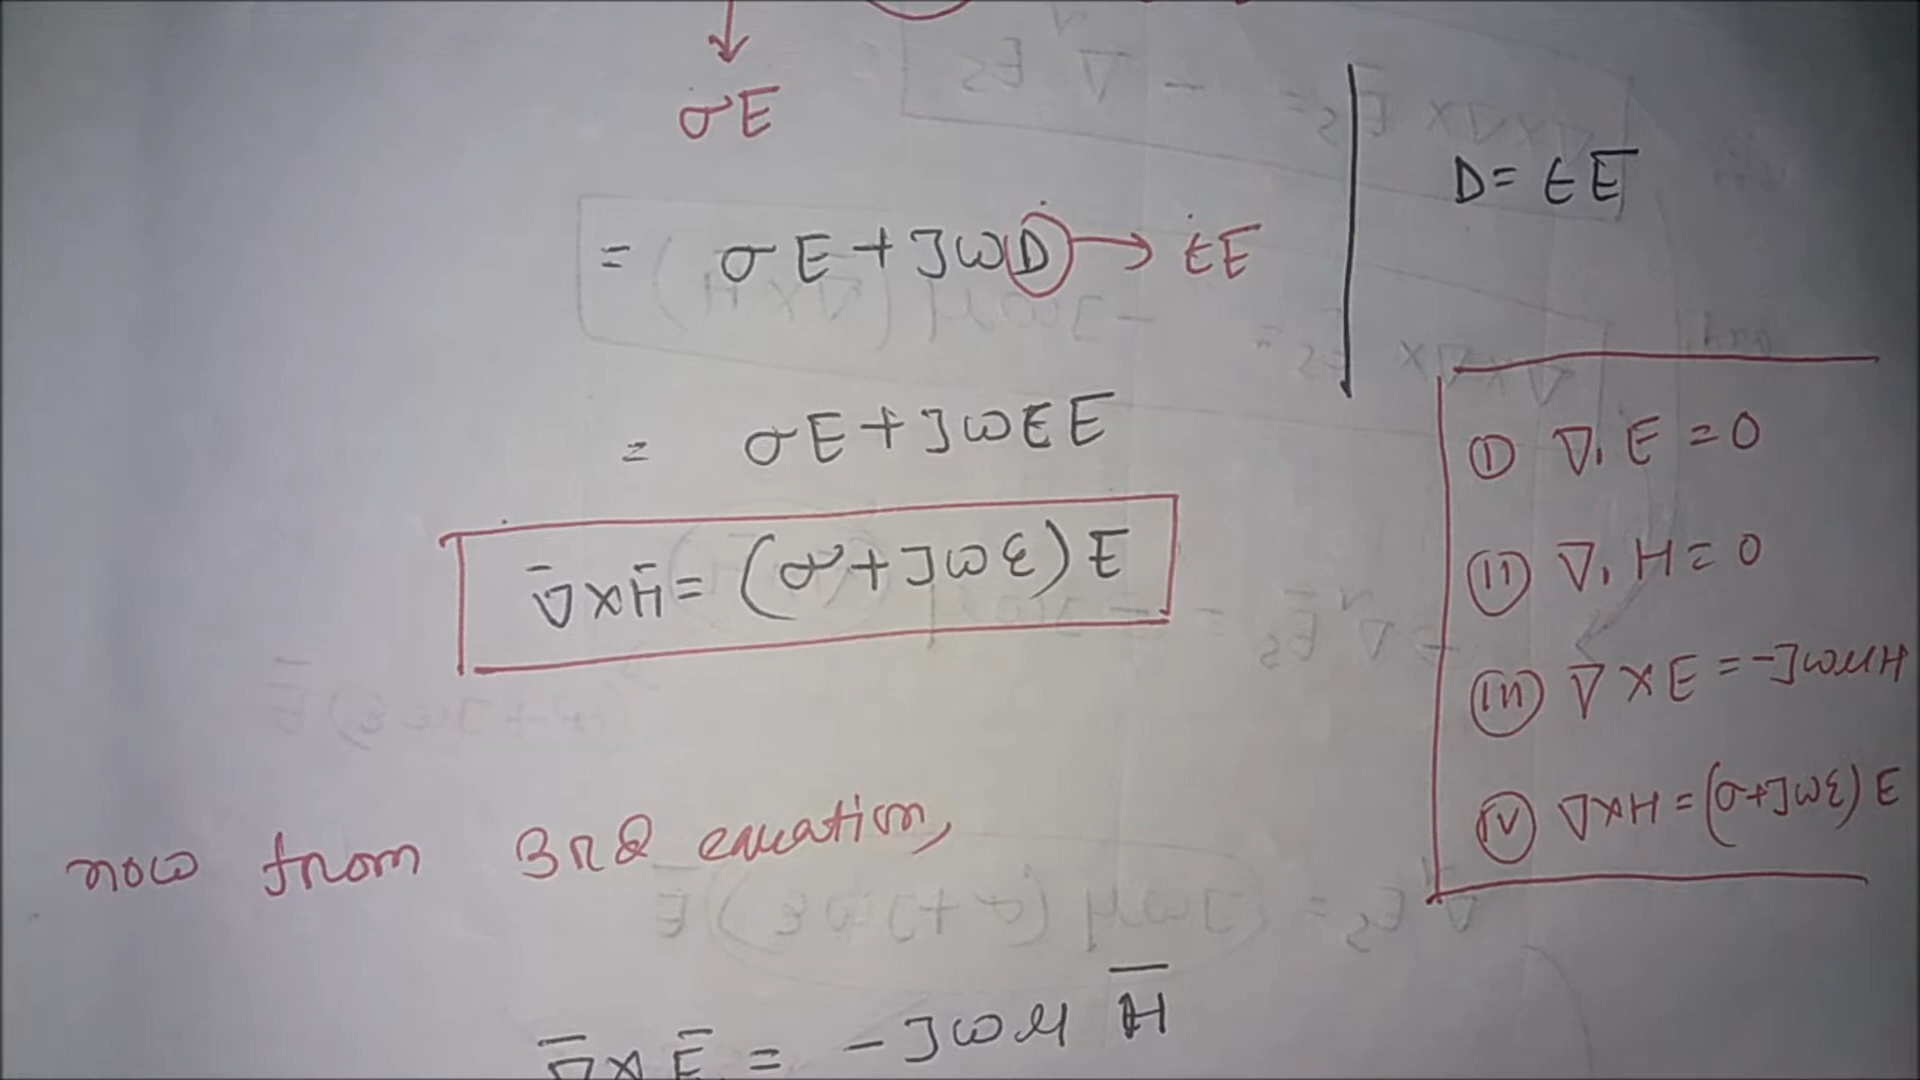 σE
= σE + JωD → ϵE
= σE + JωϵE
∇̅ × H̅ = (σ + Jωε) E
now from 3rd equation,
∇̅ × E̅ = - Jωμ H̅
D = ϵE̅
(i) ∇. E = 0
(ii) ∇. H = 0
(iii) ∇ × E = -JωμH
(iv) ∇ × H = (σ + Jωε) E